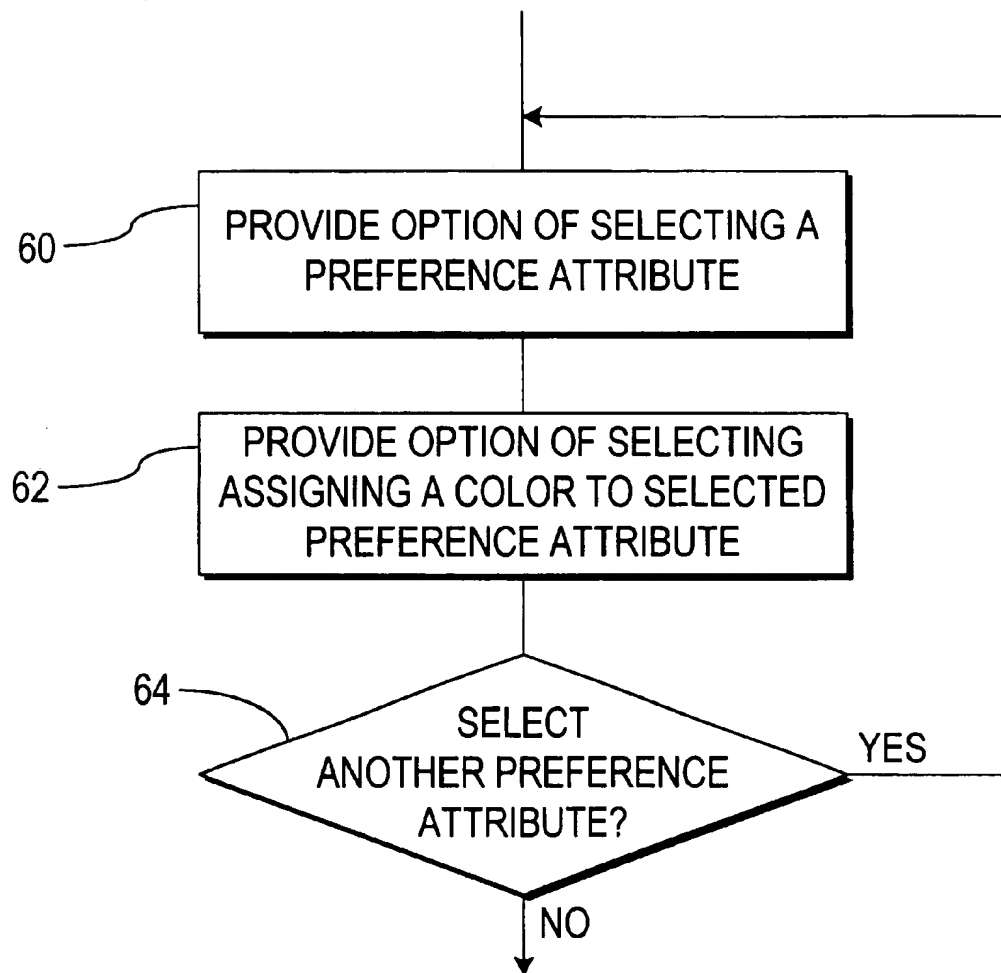 60
PROVIDE OPTION OF SELECTING A
PREFERENCE ATTRIBUTE
62
PROVIDE OPTION OF SELECTING
ASSIGNING A COLOR TO SELECTED
PREFERENCE ATTRIBUTE
64
SELECT
ANOTHER PREFERENCE
ATTRIBUTE?
YES
NO